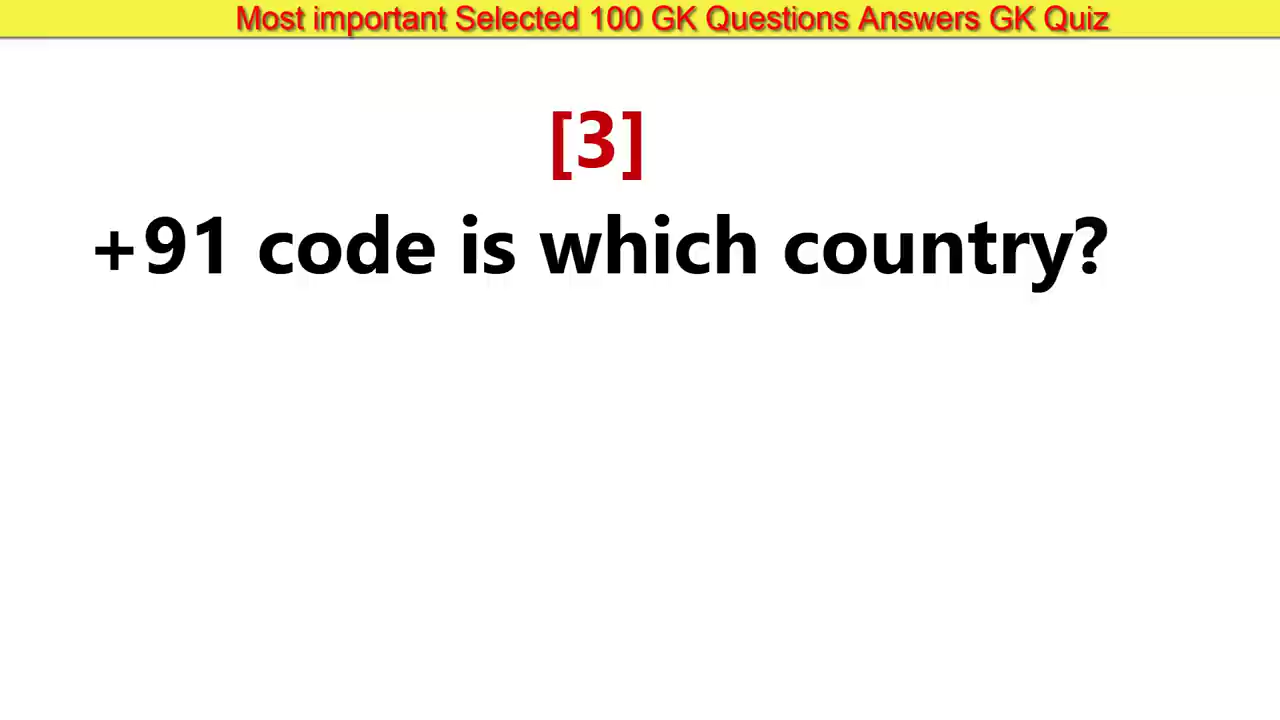 Most important Selected 100 GK Questions Answers GK Quiz
[3]
+91 code is which country?